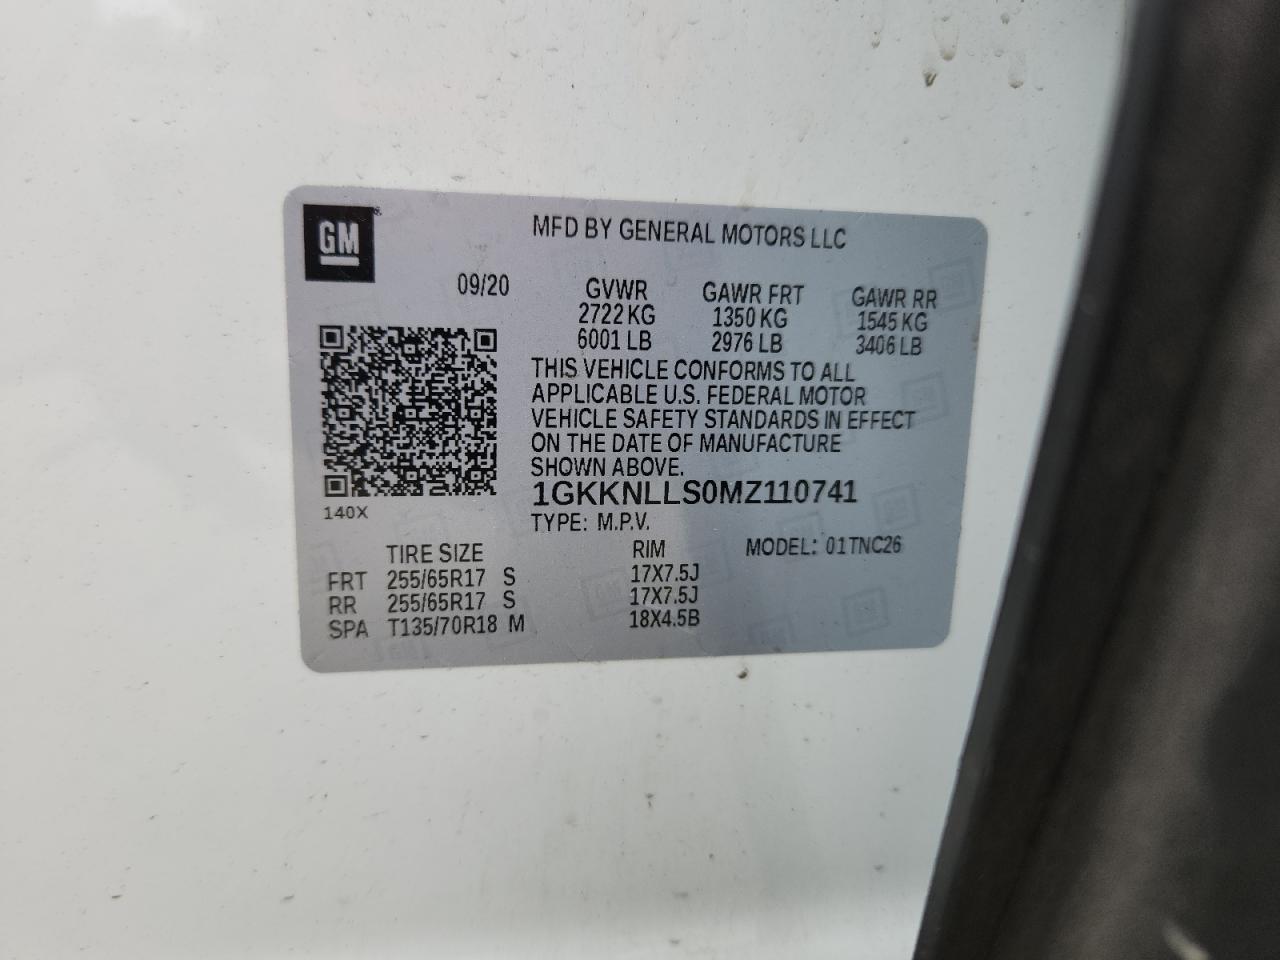 GM
MFD BY GENERAL MOTORS LLC
09/20
GVWR GAWR FRT GAWR RR
2722 KG 1350 KG 1545 KG
6001 LB 2976 LB 3406 LB
THIS VEHICLE CONFORMS TO ALL
APPLICABLE U.S. FEDERAL MOTOR
VEHICLE SAFETY STANDARDS IN EFFECT
ON THE DATE OF MANUFACTURE
SHOWN ABOVE.
1GKKNLLS0MZ110741
140X
TYPE: M.P.V.
TIRE SIZE RIM MODEL: 01TNC26
FRT 255/65R17 S 17X7.5J
RR 255/65R17 S 17X7.5J
SPA T135/70R18 M 18X4.5B